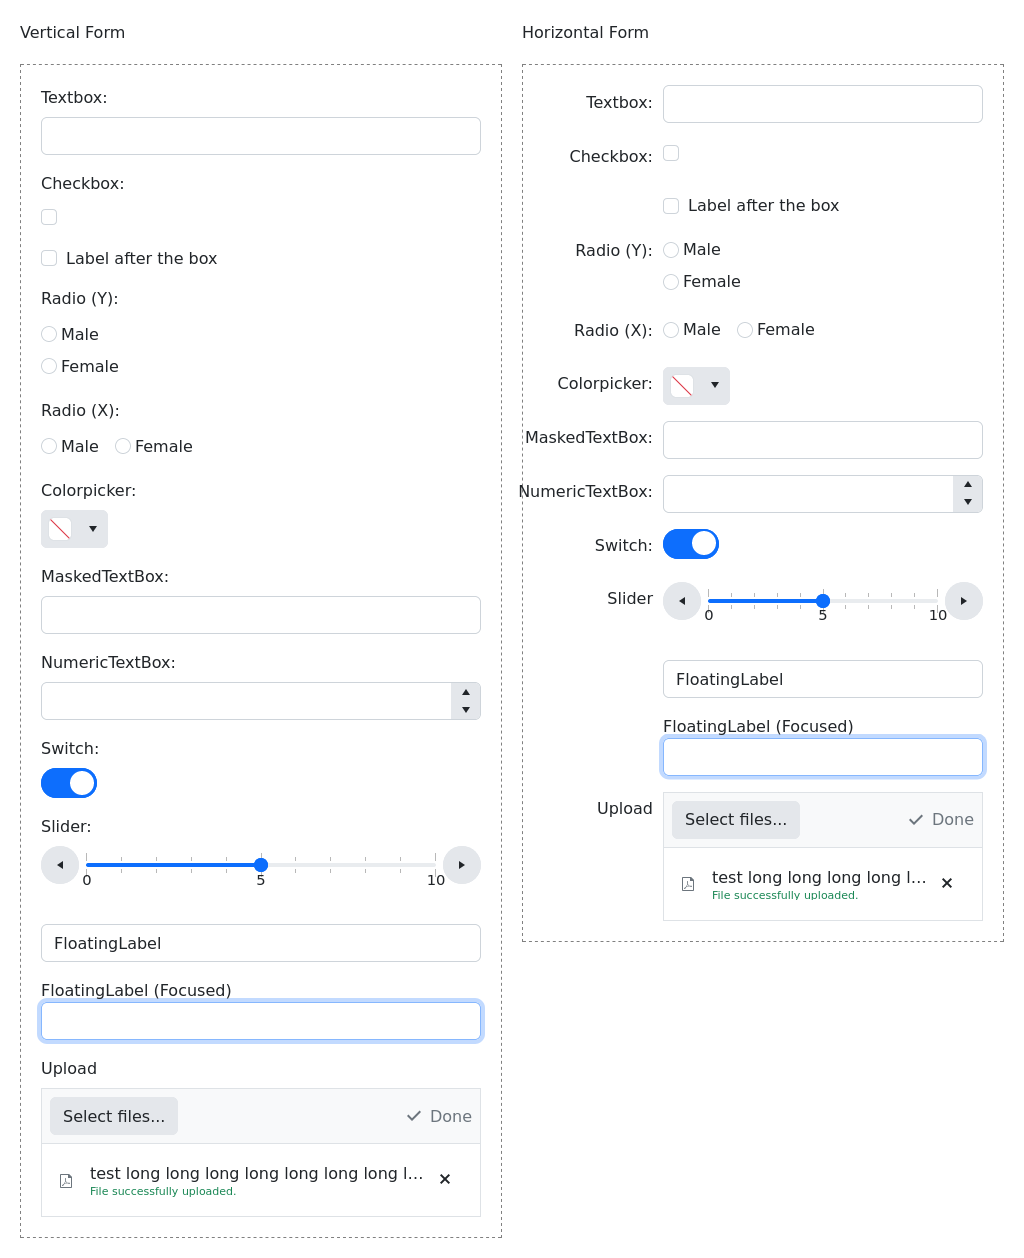 Vertical Form
Textbox:
Checkbox:
Label after the box
Radio (Y):
Male
Female
Radio (X):
Male Female
Colorpicker:
MaskedTextBox:
NumericTextBox:
Switch:
Slider:
0 5 10
FloatingLabel
FloatingLabel (Focused)
Upload
Select files... Done
test long long long long long long long l...
File successfully uploaded.
Horizontal Form
Textbox:
Checkbox:
Label after the box
Radio (Y): Male
Female
Radio (X): Male Female
Colorpicker:
MaskedTextBox:
NumericTextBox:
Switch:
Slider
0 5 10
FloatingLabel
FloatingLabel (Focused)
Upload Select files... Done
test long long long long l...
File successfully uploaded.